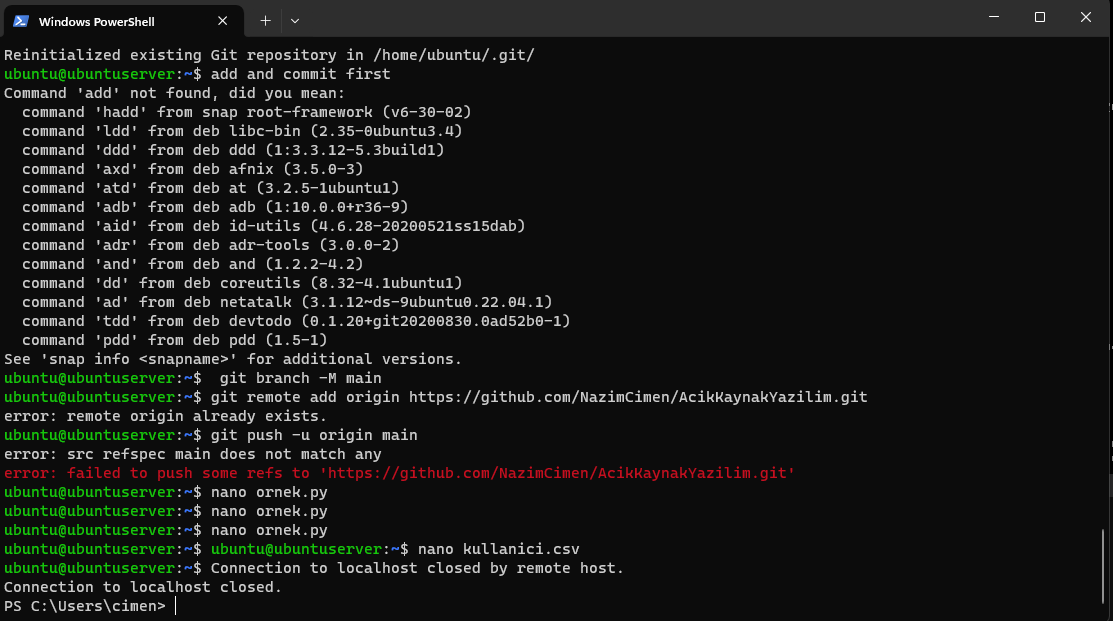 Windows PowerShell
Reinitialized existing Git repository in /home/ubuntu/.git/
ubuntu@ubuntuserver:~$ add and commit first
Command 'add' not found, did you mean:
  command 'hadd' from snap root-framework (v6-30-02)
  command 'ldd' from deb libc-bin (2.35-0ubuntu3.4)
  command 'ddd' from deb ddd (1:3.3.12-5.3build1)
  command 'axd' from deb afnix (3.5.0-3)
  command 'atd' from deb at (3.2.5-1ubuntu1)
  command 'adb' from deb adb (1:10.0.0+r36-9)
  command 'aid' from deb id-utils (4.6.28-20200521ss15dab)
  command 'adr' from deb adr-tools (3.0.0-2)
  command 'and' from deb and (1.2.2-4.2)
  command 'dd' from deb coreutils (8.32-4.1ubuntu1)
  command 'ad' from deb netatalk (3.1.12~ds-9ubuntu0.22.04.1)
  command 'tdd' from deb devtodo (0.1.20+git20200830.0ad52b0-1)
  command 'pdd' from deb pdd (1.5-1)
See 'snap info <snapname>' for additional versions.
ubuntu@ubuntuserver:~$  git branch -M main
ubuntu@ubuntuserver:~$ git remote add origin https://github.com/NazimCimen/AcikKaynakYazilim.git
error: remote origin already exists.
ubuntu@ubuntuserver:~$ git push -u origin main
error: src refspec main does not match any
error: failed to push some refs to 'https://github.com/NazimCimen/AcikKaynakYazilim.git'
ubuntu@ubuntuserver:~$ nano ornek.py
ubuntu@ubuntuserver:~$ nano ornek.py
ubuntu@ubuntuserver:~$ nano ornek.py
ubuntu@ubuntuserver:~$ ubuntu@ubuntuserver:~$ nano kullanici.csv
ubuntu@ubuntuserver:~$ Connection to localhost closed by remote host.
Connection to localhost closed.
PS C:\Users\cimen>